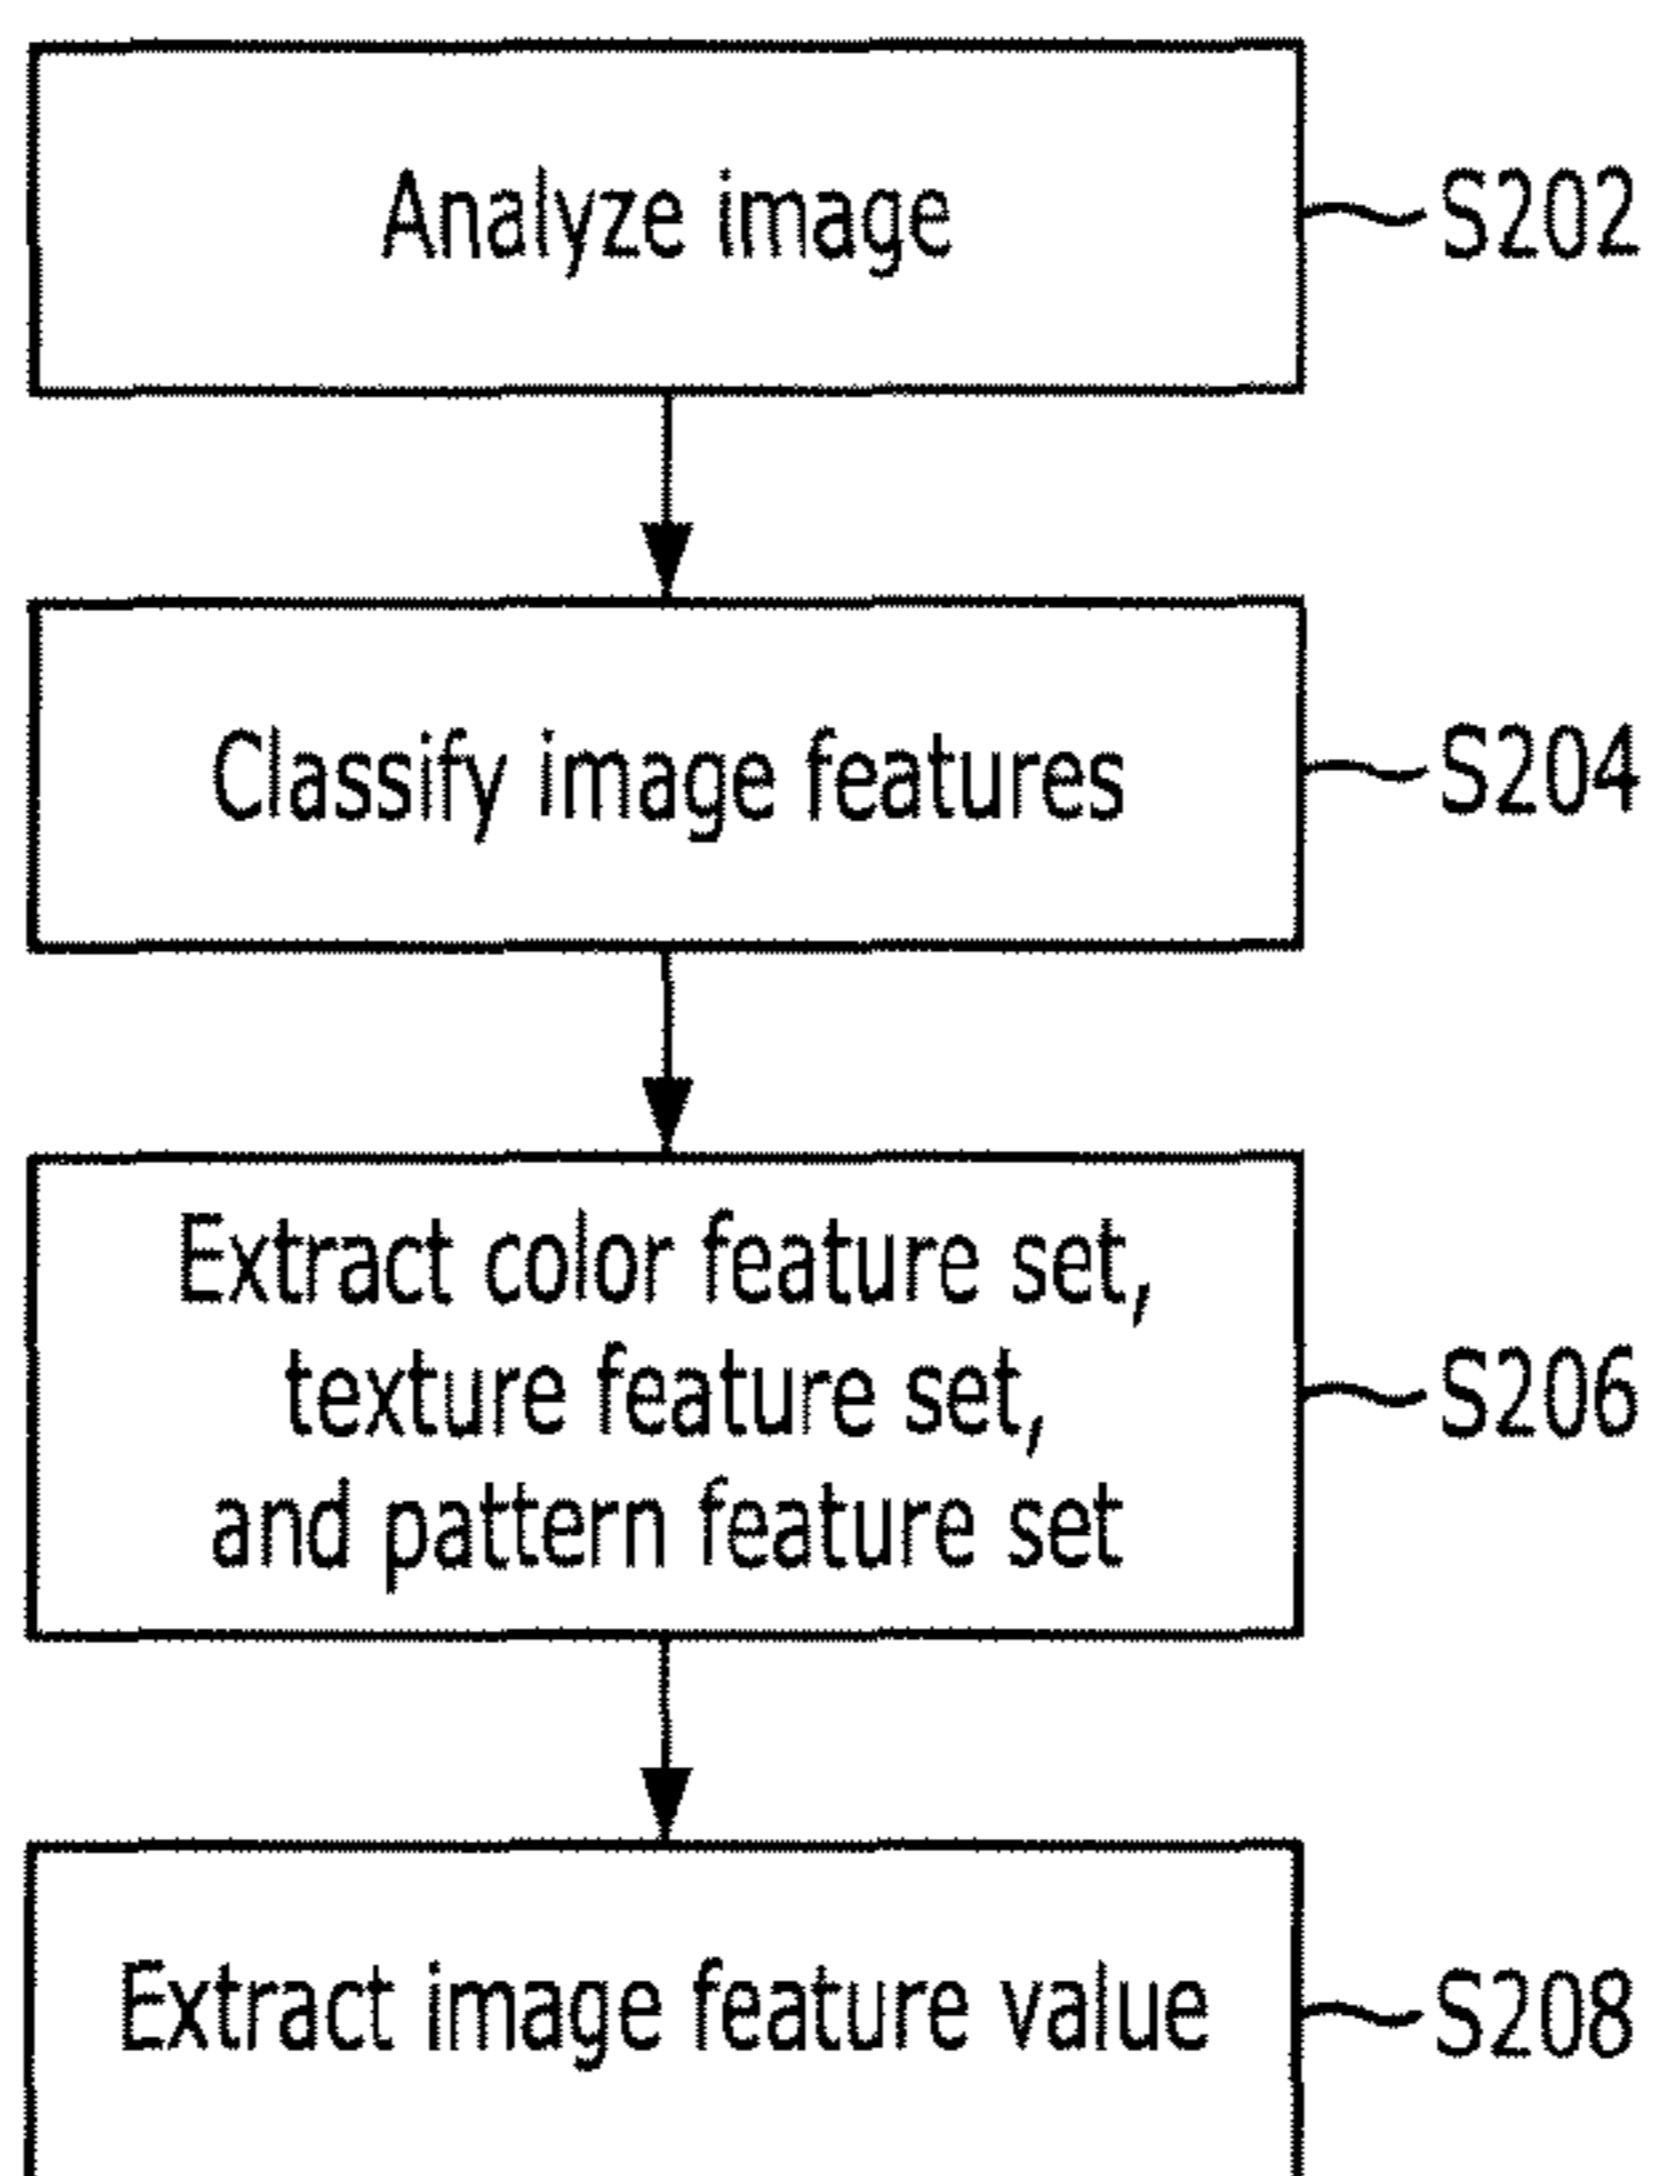 Analyze image
S202
Classify image features
S204
Extract color feature set,
texture feature set,
and pattern feature set
S206
Extract image feature value
S208